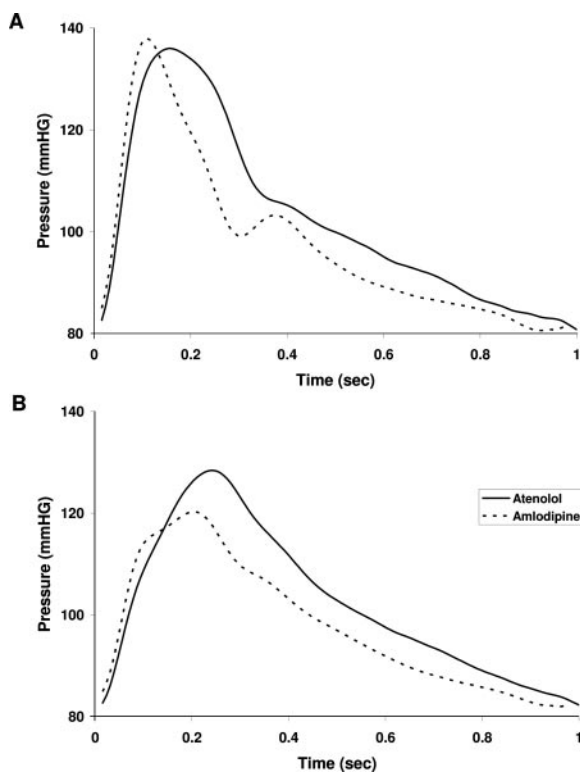 A
140
120
100
80
Pressure (mmHG)
0 0.2 0.4 0.6 0.8 1
Time (sec)
B
140
120
100
80
Pressure (mmHG)
Atenolol
Amlodipine
0 0.2 0.4 0.6 0.8 1
Time (sec)